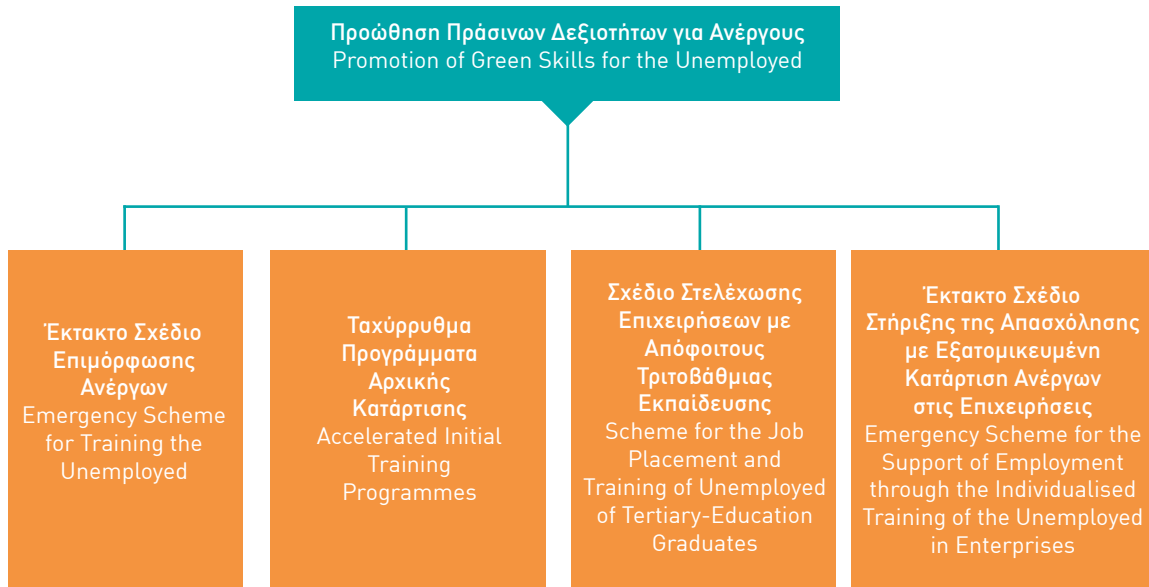 Προώθηση Πράσινων Δεξιοτήτων για Ανέργους
Promotion of Green Skills for the Unemployed
Έκτακτο Σχέδιο
Επιμόρφωσης
Ανέργων
Emergency Scheme
for Training the
Unemployed
Ταχύρρυθμα
Προγράμματα
Αρχικής
Κατάρτισης
Accelerated Initial
Training
Programmes
Σχέδιο Στελέχωσης
Επιχειρήσεων με
Απόφοιτους
Τριτοβάθμιας
Εκπαίδευσης
Scheme for the Job
Placement and
Training of Unemployed
of Tertiary-Education
Graduates
Έκτακτο Σχέδιο
Στήριξης της Απασχόλησης
με Εξατομικευμένη
Κατάρτιση Ανέργων
στις Επιχειρήσεις
Emergency Scheme for the
Support of Employment
through the Individualised
Training of the Unemployed
in Enterprises